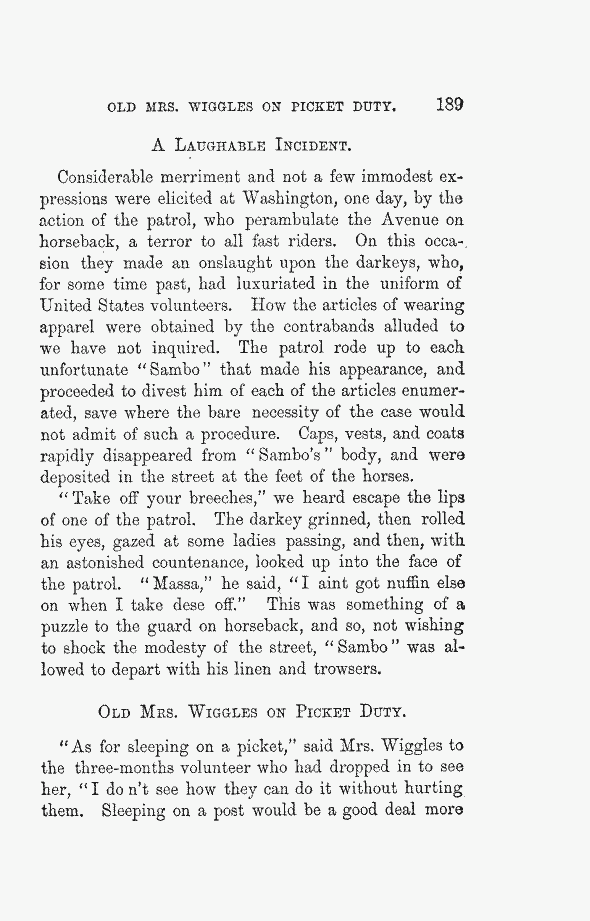 OLD MRS. WIGGLES ON PICKET DUTY. 189
A LAUGHABLE INCIDENT.
Considerable merriment and not a few immodest ex-
pressions were elicited at Washington, one day, by the
action of the patrol, who perambulate the Avenue on
horseback, a terror to all fast riders. On this occa-
sion they made an onslaught upon the darkeys, who,
for some time past, had luxuriated in the uniform of
United States volunteers. How the articles of wearing
apparel were obtained by the contrabands alluded to
we have not inquired. The patrol rode up to each
unfortunate "Sambo" that made his appearance, and
proceeded to divest him of each of the articles enumer-
ated, save where the bare necessity of the case would
not admit of such a procedure. Caps, vests, and coats
rapidly disappeared from "Sambo's" body, and were
deposited in the street at the feet of the horses.
"Take off your breeches," we heard escape the lips
of one of the patrol. The darkey grinned, then rolled
his eyes, gazed at some ladies passing, and then, with
an astonished countenance, looked up into the face of
the patrol. "Massa," he said, "I aint got nuffin else
on when I take dese off." This was something of a
puzzle to the guard on horseback, and so, not wishing
to shock the modesty of the street, "Sambo" was al-
lowed to depart with his linen and trowsers.
OLD MRS. WIGGLES ON PICKET DUTY.
"As for sleeping on a picket," said Mrs. Wiggles to
the three-months volunteer who had dropped in to see
her, "I do n't see how they can do it without hurting
them. Sleeping on a post would be a good deal more